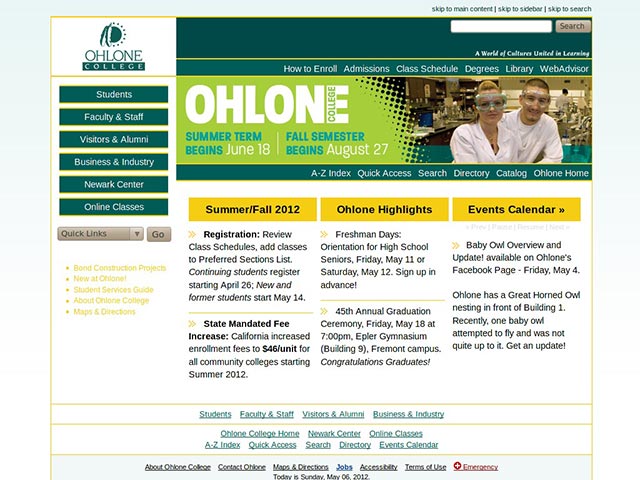 skip to main content | skip to sidebar | skip to search
OHLONE
COLLEGE
Search
A World of Cultures United in Learning
How to Enroll Admissions Class Schedule Degrees Library WebAdvisor
Students
Faculty & Staff
Visitors & Alumni
Business & Industry
Newark Center
Online Classes
Quick Links
Go
Bond Construction Projects
New at Ohlone!
Student Services Guide
About Ohlone College
Maps & Directions
OHLONE
COLLEGE
SUMMER TERM
BEGINS June 18
FALL SEMESTER
BEGINS August 27
A-Z Index Quick Access Search Directory Catalog Ohlone Home
Summer/Fall 2012
Registration: Review
Class Schedules, add classes
to Preferred Sections List.
Continuing students register
starting April 26; New and
former students start May 14.
State Mandated Fee
Increase: California increased
enrollment fees to $46/unit for
all community colleges starting
Summer 2012.
Ohlone Highlights
Freshman Days:
Orientation for High School
Seniors, Friday, May 11 or
Saturday, May 12. Sign up in
advance!
45th Annual Graduation
Ceremony, Friday, May 18 at
7:00pm, Epler Gymnasium
(Building 9), Fremont campus.
Congratulations Graduates!
Events Calendar »
« Prev | Pause | Resume | Next »
Baby Owl Overview and
Update! available on Ohlone's
Facebook Page - Friday, May 4.
Ohlone has a Great Horned Owl
nesting in front of Building 1.
Recently, one baby owl
attempted to fly and was not
quite up to it. Get an update!
Students Faculty & Staff Visitors & Alumni Business & Industry
Ohlone College Home Newark Center Online Classes
A-Z Index Quick Access Search Directory Events Calendar
About Ohlone College Contact Ohlone Maps & Directions Jobs Accessibility Terms of Use Emergency
Today is Sunday, May 06, 2012.